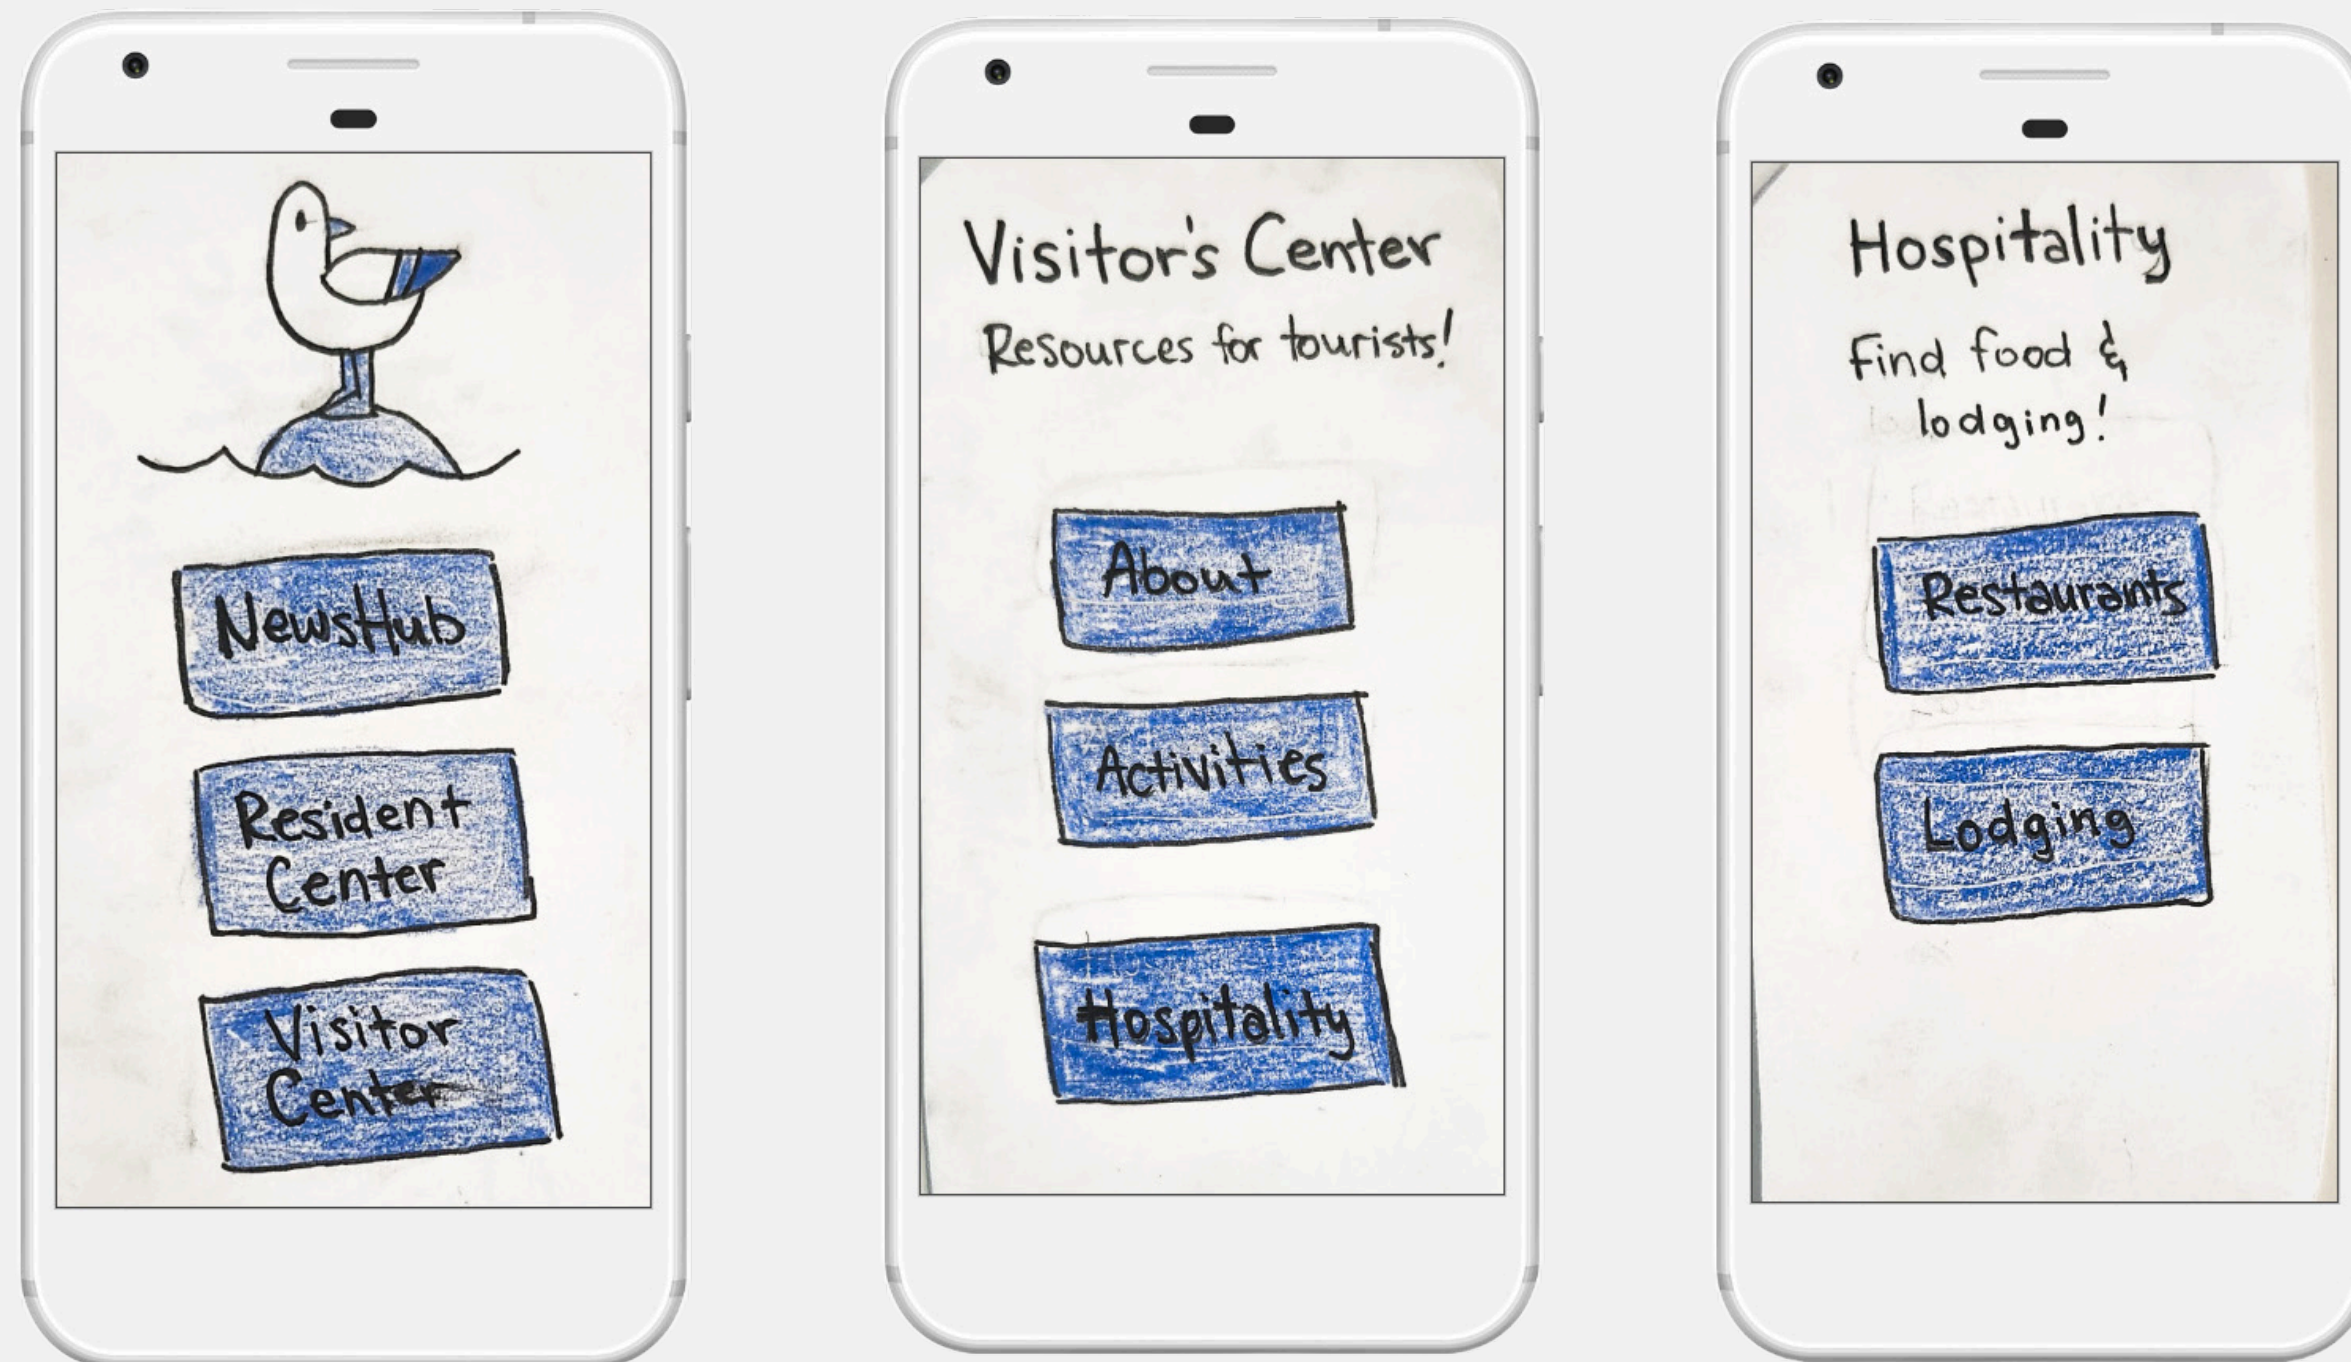 NewsHub
Resident
Center
Visitor
Center
Visitor's Center
Resources for tourists!
About
Activities
Hospitality
Hospitality
Find food &
lodging!
Restaurants
Lodging